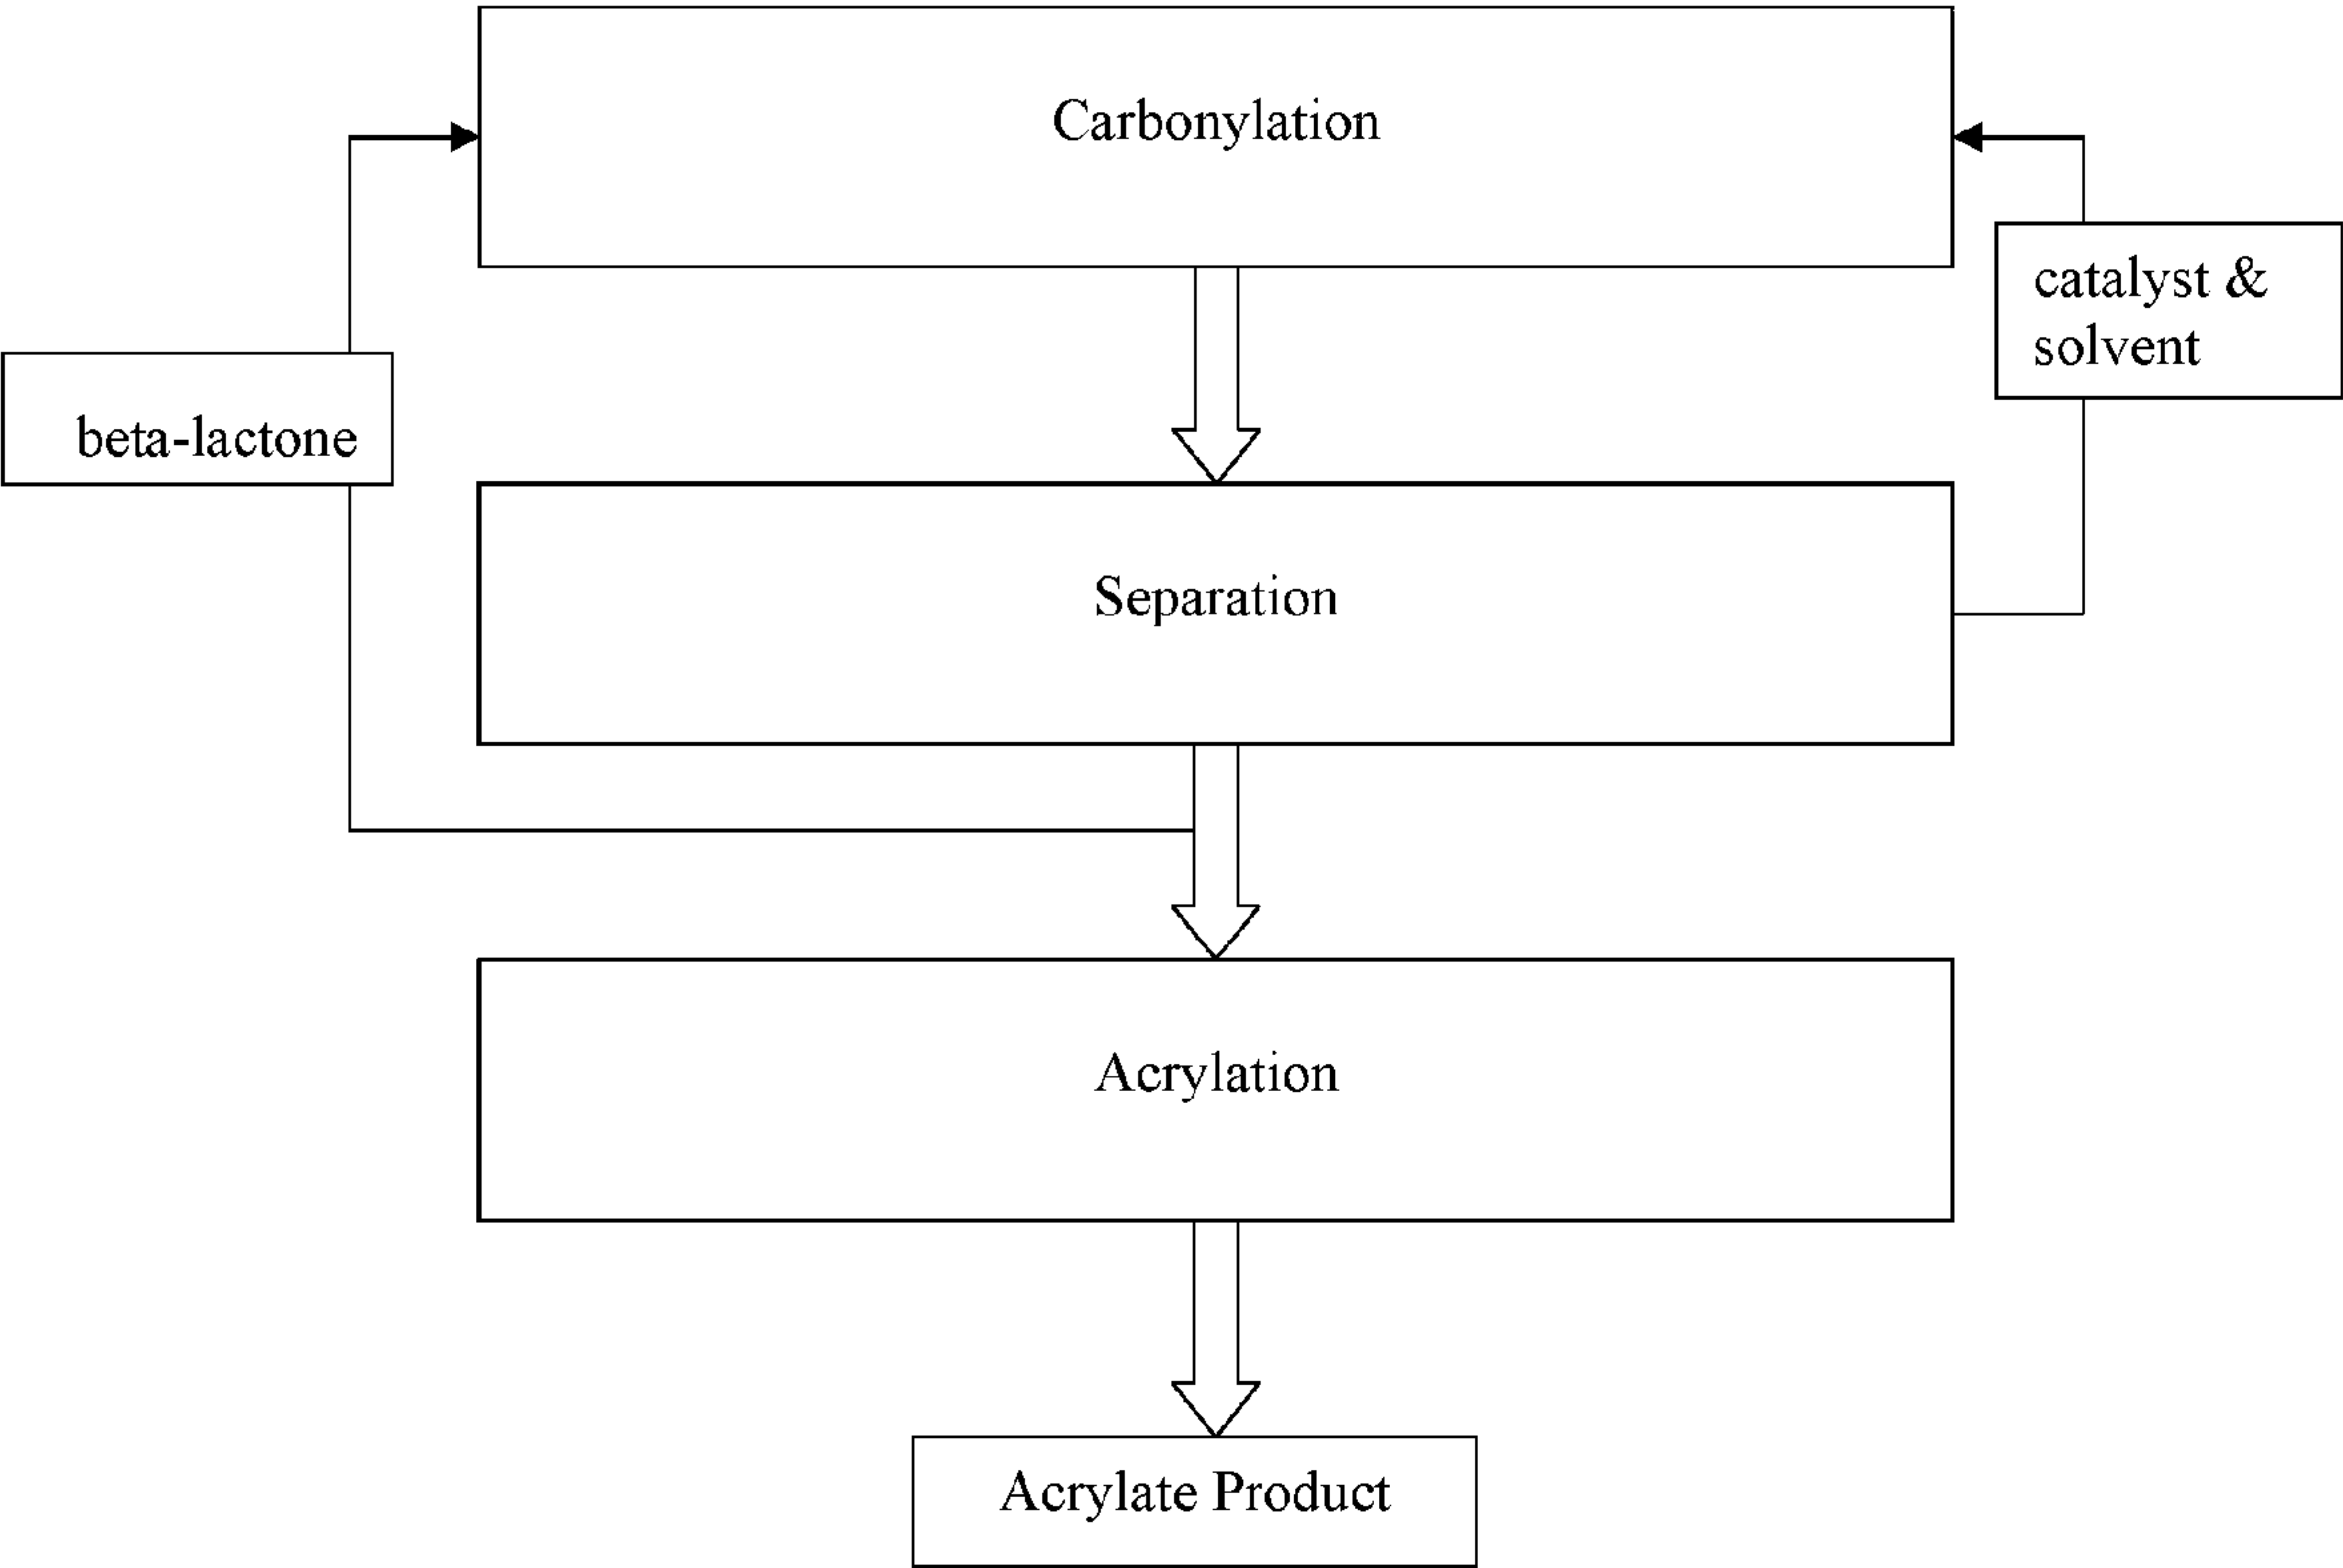 Carbonylation
catalyst &
solvent
beta-lactone
Separation
Acrylation
Acrylate Product